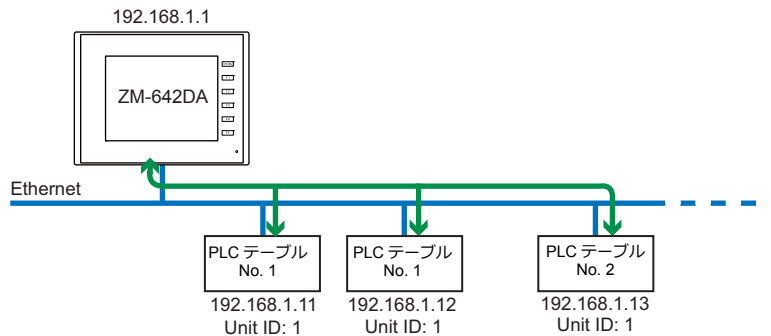 192.168.1.1
ZM-642DA
Ethernet
PLC テーブル
No. 1
PLC テーブル
No. 1
PLC テーブル
No. 2
192.168.1.11
Unit ID: 1
192.168.1.12
Unit ID: 1
192.168.1.13
Unit ID: 1